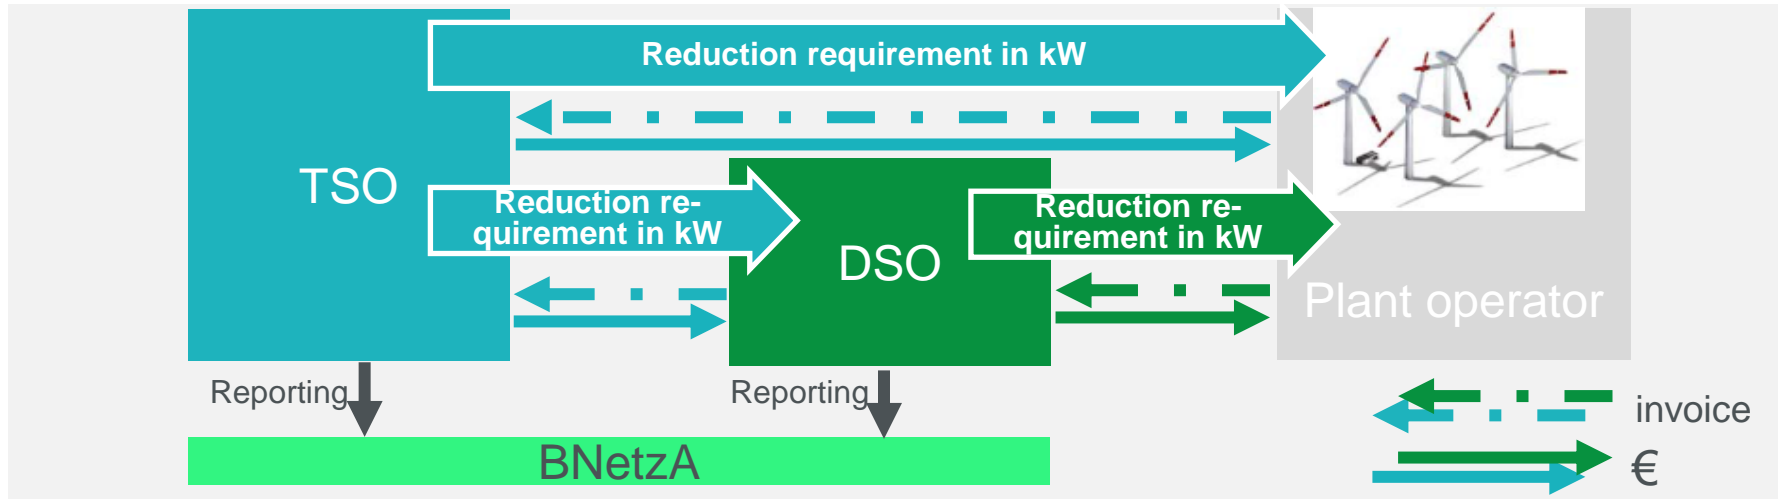 Reduction requirement in kW
TSO
Reduction re-
quirement in kW
Reduction re-
quirement in kW
DSO
Plant operator
Reporting
Reporting
invoice
BNetzA
€